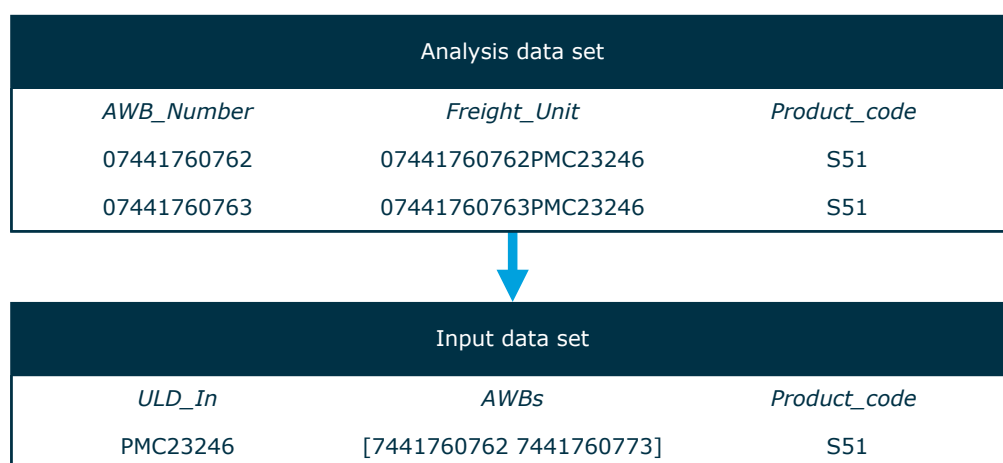 Analysis data set
AWB_Number Freight_Unit Product_code
07441760762 07441760762PMC23246 S51
07441760763 07441760763PMC23246 S51
Input data set
ULD_In AWBs Product_code
PMC23246 [7441760762 7441760773] S51